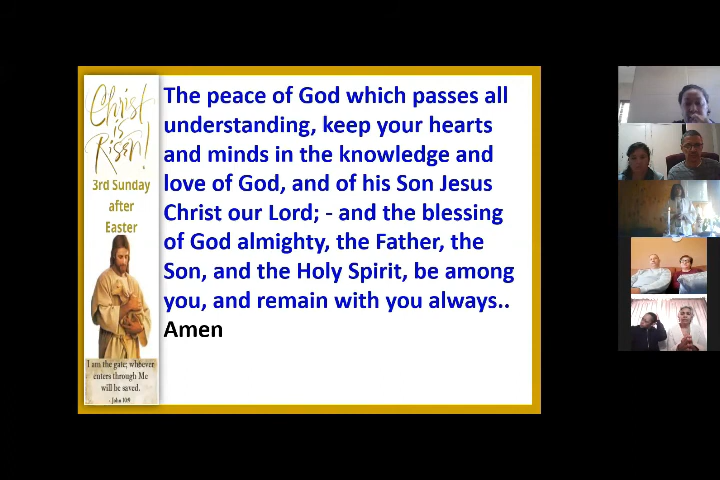 Christ
is
Risen!
3rd Sunday
after
Easter
I am the gate; whoever
enters through Me
will be saved.
- John 10:9
The peace of God which passes all
understanding, keep your hearts
and minds in the knowledge and
love of God, and of his Son Jesus
Christ our Lord; - and the blessing
of God almighty, the Father, the
Son, and the Holy Spirit, be among
you, and remain with you always..
Amen